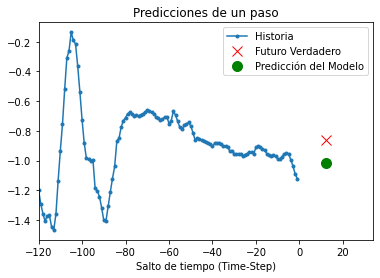 Predicciones de un paso
Historia
Futuro Verdadero
Predicción del Modelo
−0.2
−0.4
−0.6
−0.8
−1.0
−1.2
−1.4
−120 −100 −80 −60 −40 −20 0 20
Salto de tiempo (Time-Step)